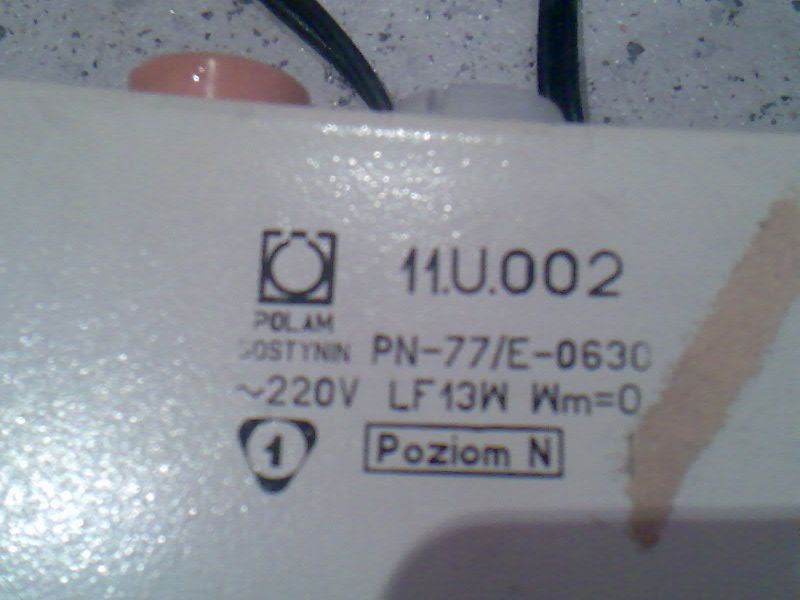 11.U.002
POLAM
GOSTYNIN PN-77/E-0630
~220V LF13W Wm=0
1 Poziom N